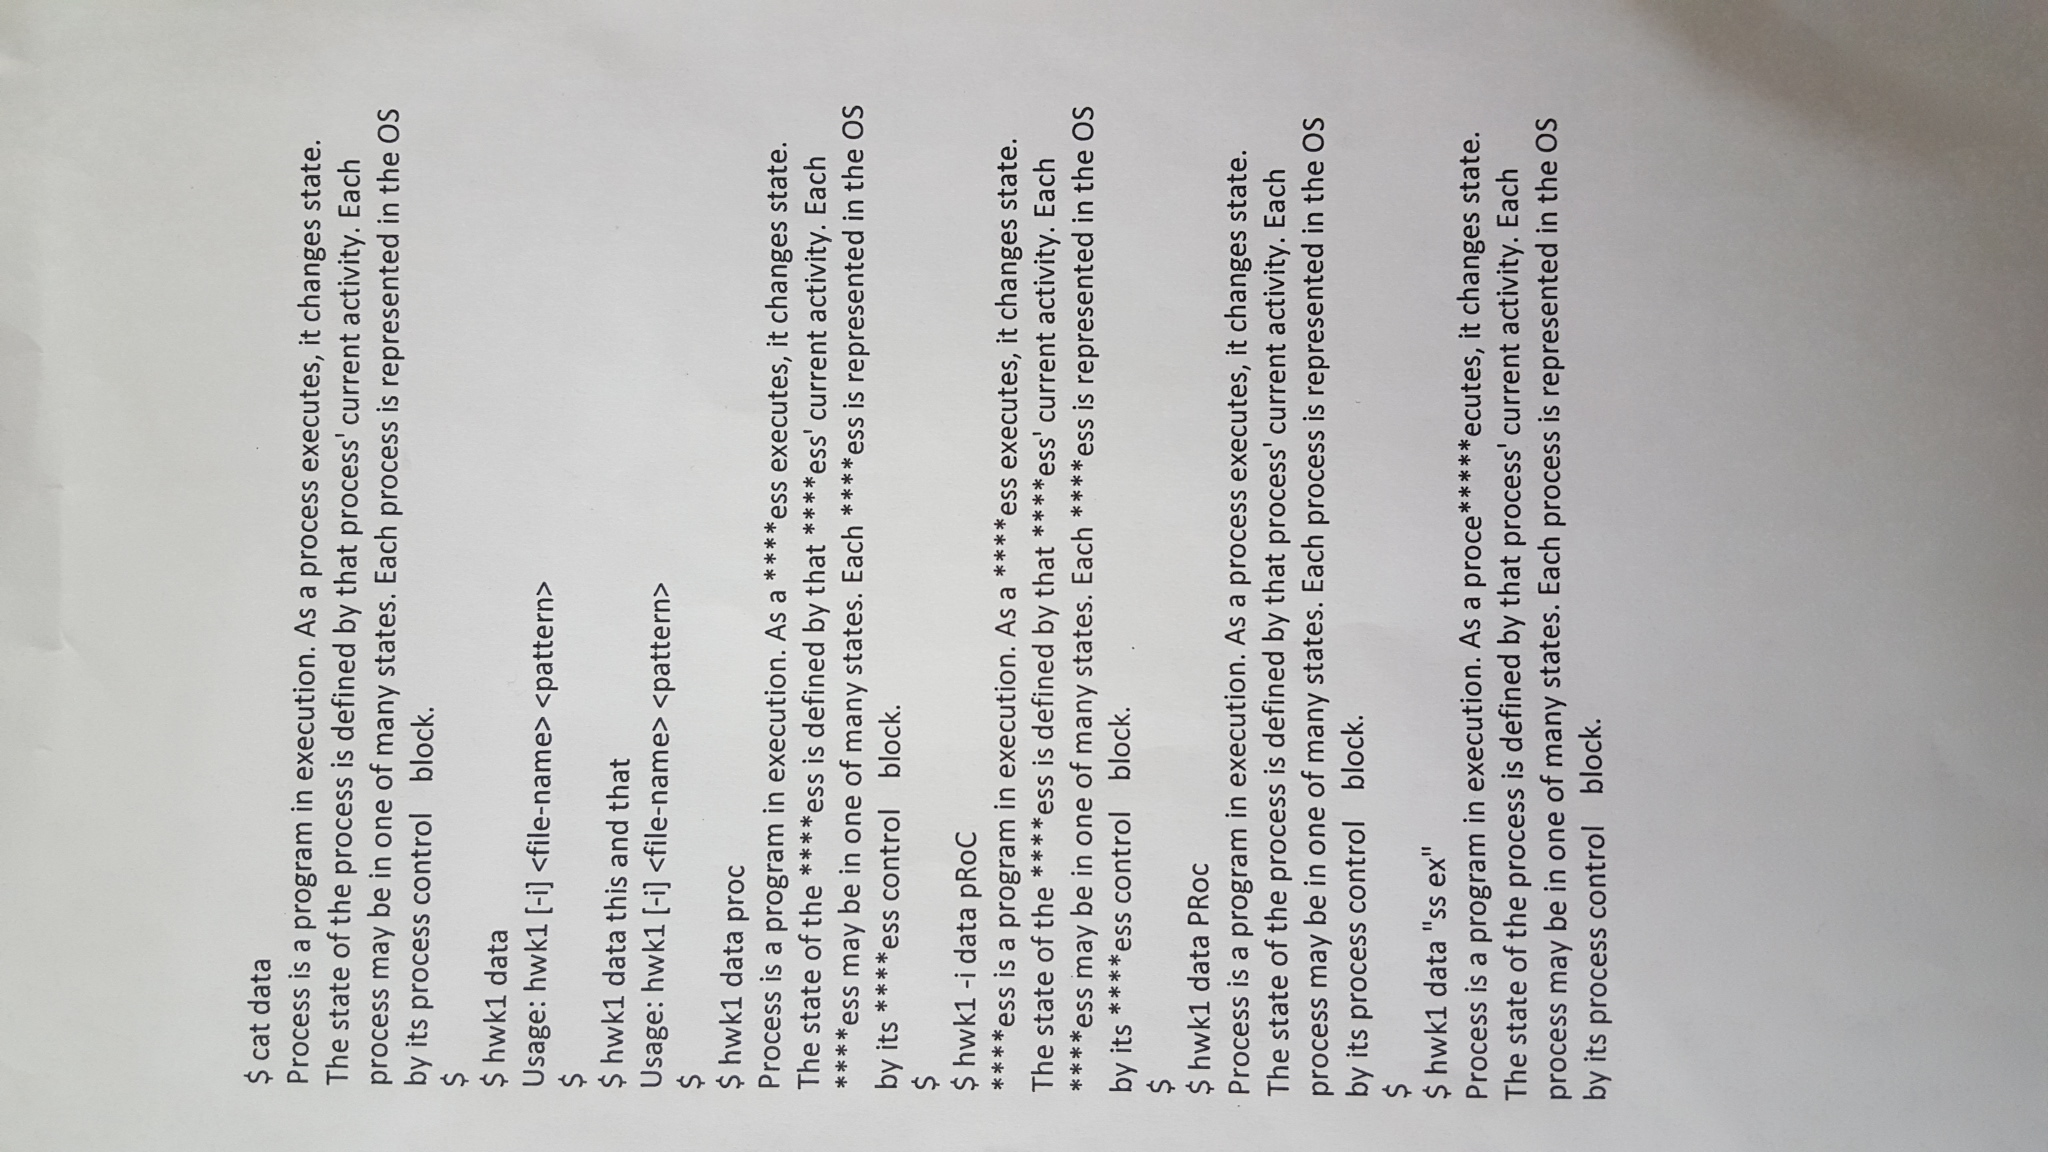 $ cat data
Process is a program in execution. As a process executes, it changes state.
The state of the process is defined by that process' current activity. Each
process may be in one of many states. Each process is represented in the OS
by its process control    block.
$
$ hwk1 data
Usage: hwk1 [-i] <file-name> <pattern>
$
$ hwk1 data this and that
Usage: hwk1 [-i] <file-name> <pattern>
$
$ hwk1 data proc
Process is a program in execution. As a ****ess executes, it changes state.
The state of the ****ess is defined by that ****ess' current activity. Each
****ess may be in one of many states. Each ****ess is represented in the OS
by its ****ess control    block.
$
$ hwk1 -i data pRoC
****ess is a program in execution. As a ****ess executes, it changes state.
The state of the ****ess is defined by that ****ess' current activity. Each
****ess may be in one of many states. Each ****ess is represented in the OS
by its ****ess control    block.
$
$ hwk1 data PRoc
Process is a program in execution. As a process executes, it changes state.
The state of the process is defined by that process' current activity. Each
process may be in one of many states. Each process is represented in the OS
by its process control    block.
$
$ hwk1 data "ss ex"
Process is a program in execution. As a proce*****ecutes, it changes state.
The state of the process is defined by that process' current activity. Each
process may be in one of many states. Each process is represented in the OS
by its process control    block.